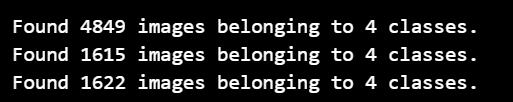 Found 4849 images belonging to 4 classes.
Found 1615 images belonging to 4 classes.
Found 1622 images belonging to 4 classes.